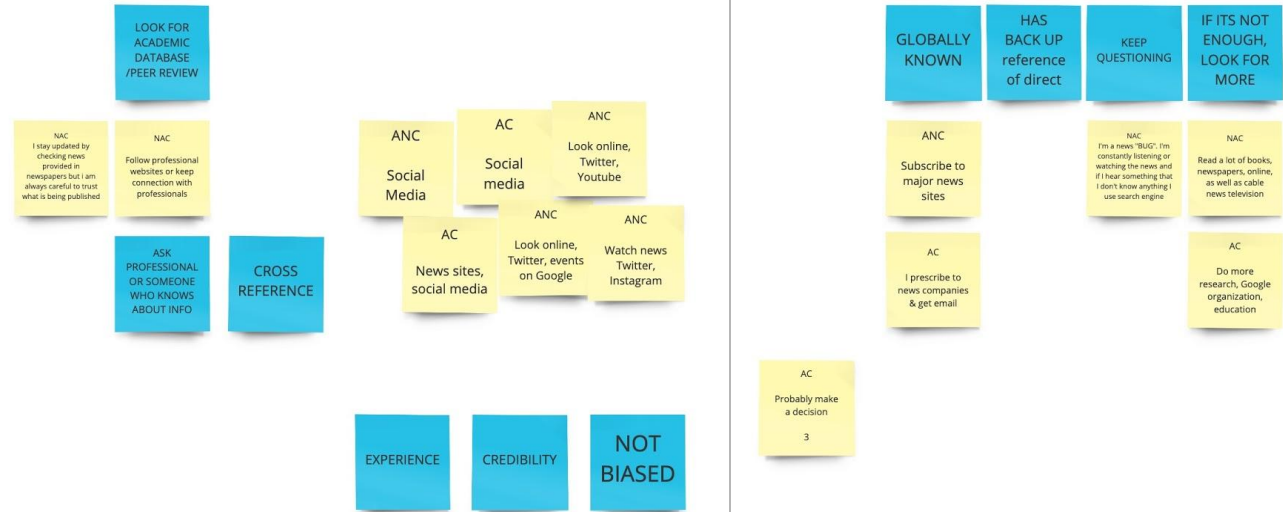 LOOK FOR
ACADEMIC
DATABASE
/PEER REVIEW
NAC
I stay updated by
checking news
provided in
newspapers but i am
always careful to trust
what is being published
NAC
Follow professional
websites or keep
connection with
professionals
ASK
PROFESSIONAL
OR SOMEONE
WHO KNOWS
ABOUT INFO
CROSS
REFERENCE
ANC
Social
Media
AC
Social
media
ANC
Look online,
Twitter,
Youtube
AC
News sites,
social media
ANC
Look online,
Twitter, events
on Google
ANC
Watch news
Twitter,
Instagram
EXPERIENCE
CREDIBILITY
NOT
BIASED
GLOBALLY
KNOWN
HAS
BACK UP
reference
of direct
KEEP
QUESTIONING
IF ITS NOT
ENOUGH,
LOOK FOR
MORE
ANC
Subscribe to
major news
sites
NAC
I'm a news "BUG". I'm
constantly listening or
watching the news and
if I hear something that
I don't know anything I
use search engine
NAC
Read a lot of books,
newspapers, online,
as well as cable
news television
AC
I prescribe to
news companies
& get email
AC
Do more
research, Google
organization,
education
AC
Probably make
a decision
3